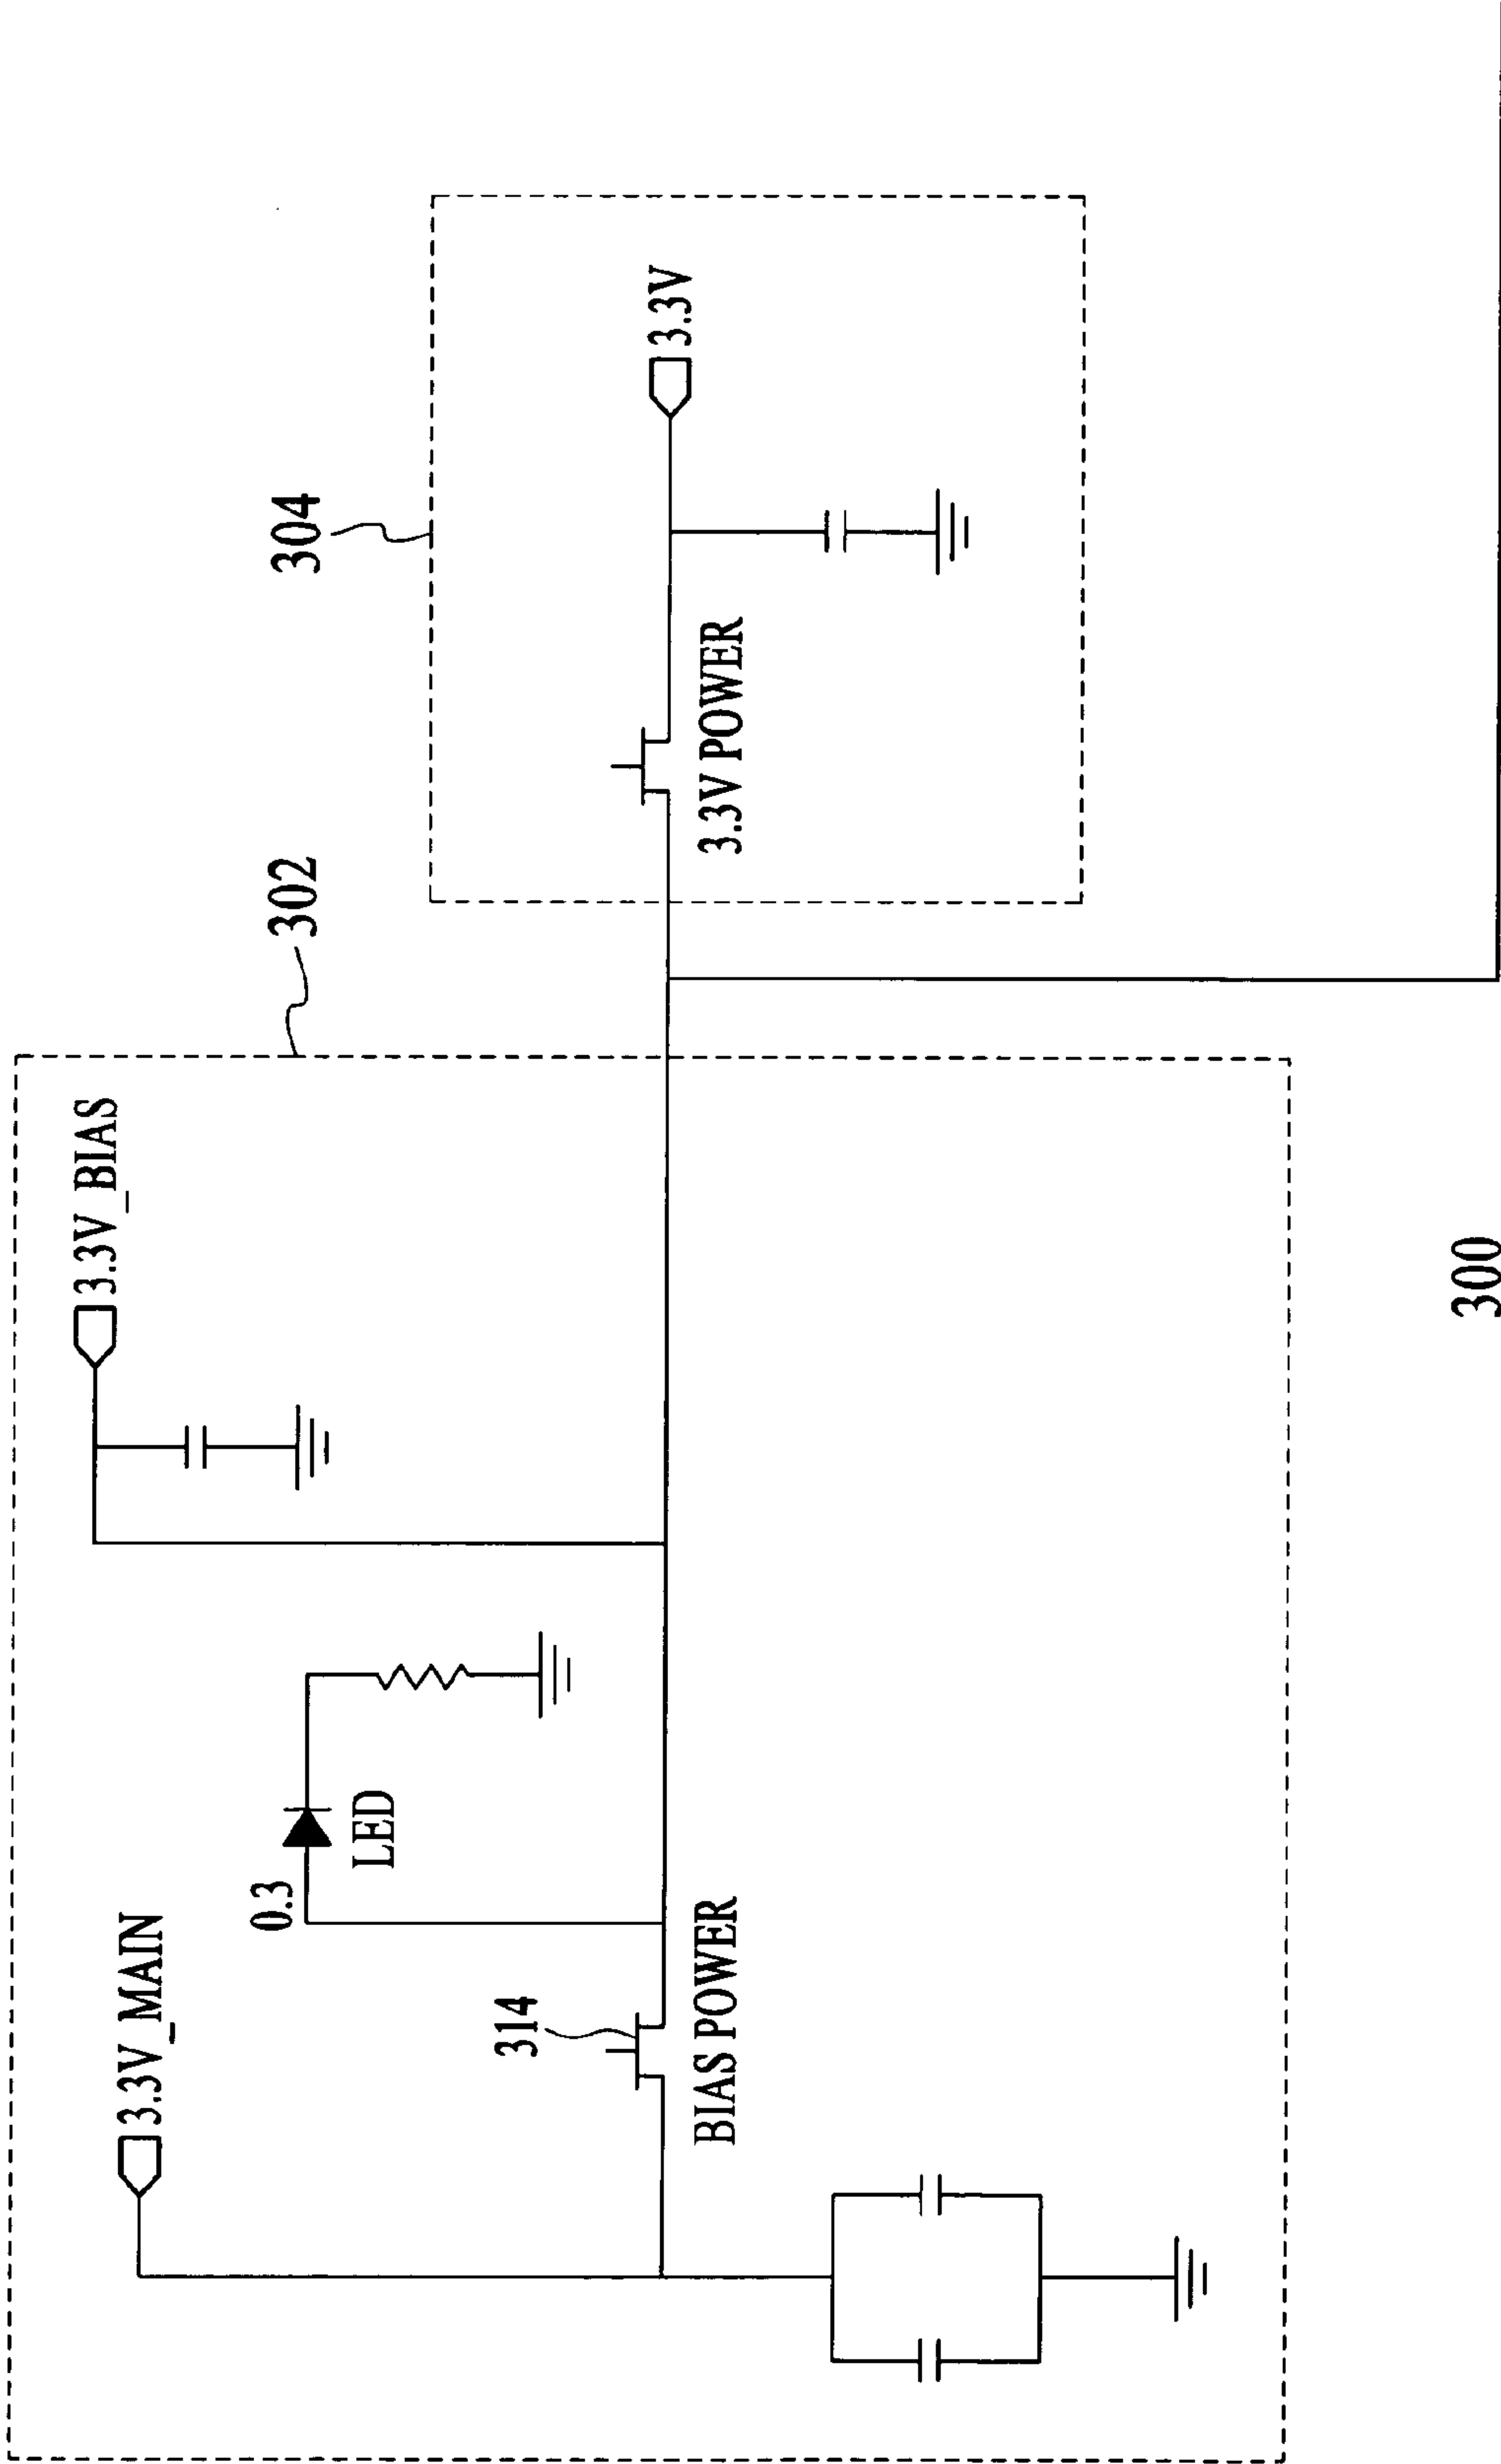 302
304
3.3V_MAIN
3.3V_BIAS
0.3
LED
314
BIAS POWER
3.3V
3.3V POWER
300